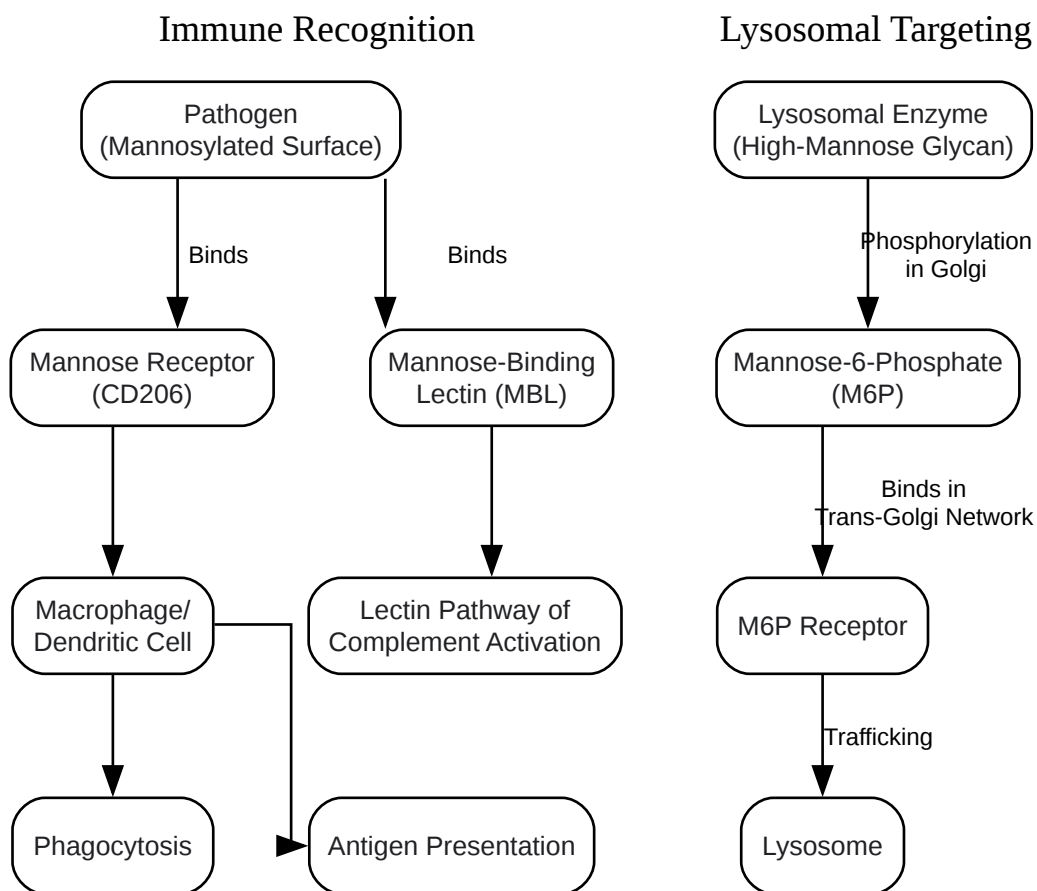 Immune Recognition
Lysosomal Targeting
Pathogen
(Mannosylated Surface)
Lysosomal Enzyme
(High-Mannose Glycan)
Binds
Binds
Phosphorylation
in Golgi
Mannose Receptor
(CD206)
Mannose-Binding
Lectin (MBL)
Mannose-6-Phosphate
(M6P)
Binds in
Trans-Golgi Network
Macrophage/
Dendritic Cell
Lectin Pathway of
Complement Activation
M6P Receptor
Trafficking
Phagocytosis
Antigen Presentation
Lysosome